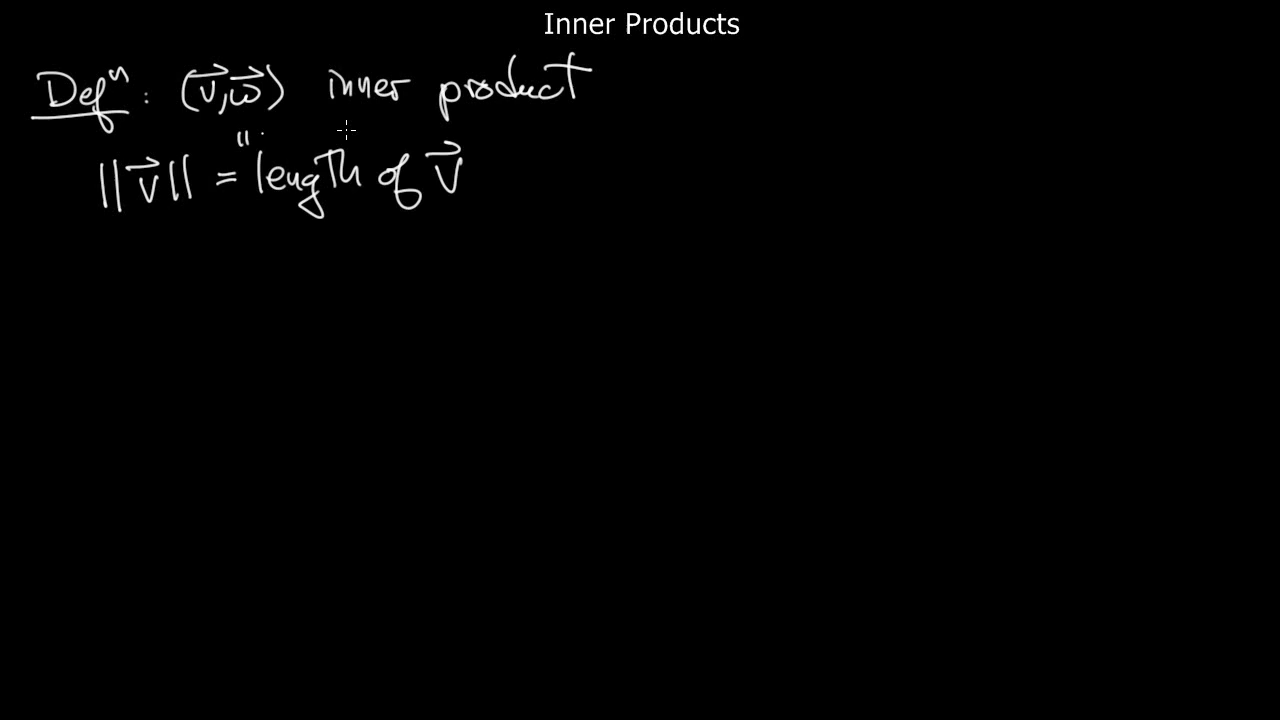 Inner Products
Defⁿ : (v⃗,w⃗) inner product
||v⃗|| = "length of v⃗